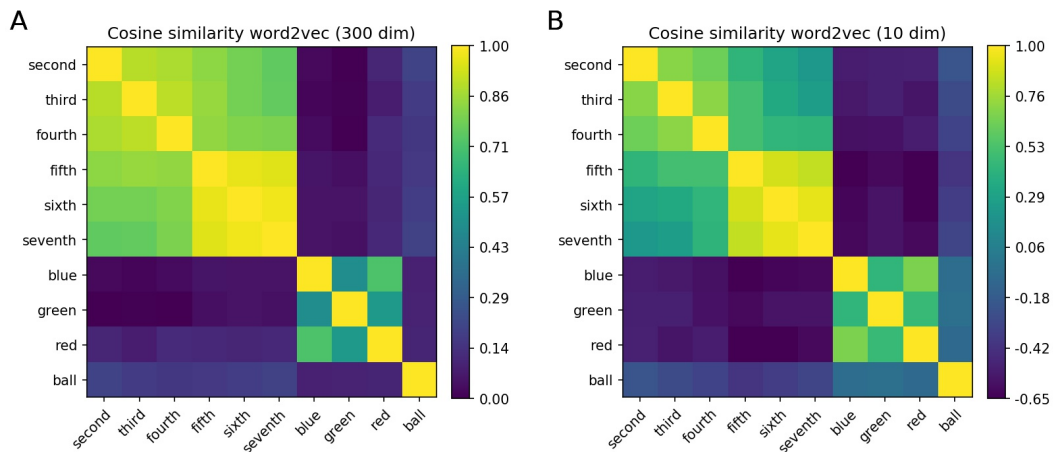 A
Cosine similarity word2vec (300 dim)
second
third
fourth
fifth
sixth
seventh
blue
green
red
ball
second third fourth fifth sixth seventh blue green red ball
1.00
0.86
0.71
0.57
0.43
0.29
0.14
0.00
B
Cosine similarity word2vec (10 dim)
second
third
fourth
fifth
sixth
seventh
blue
green
red
ball
second third fourth fifth sixth seventh blue green red ball
1.00
0.76
0.53
0.29
0.06
-0.18
-0.42
-0.65